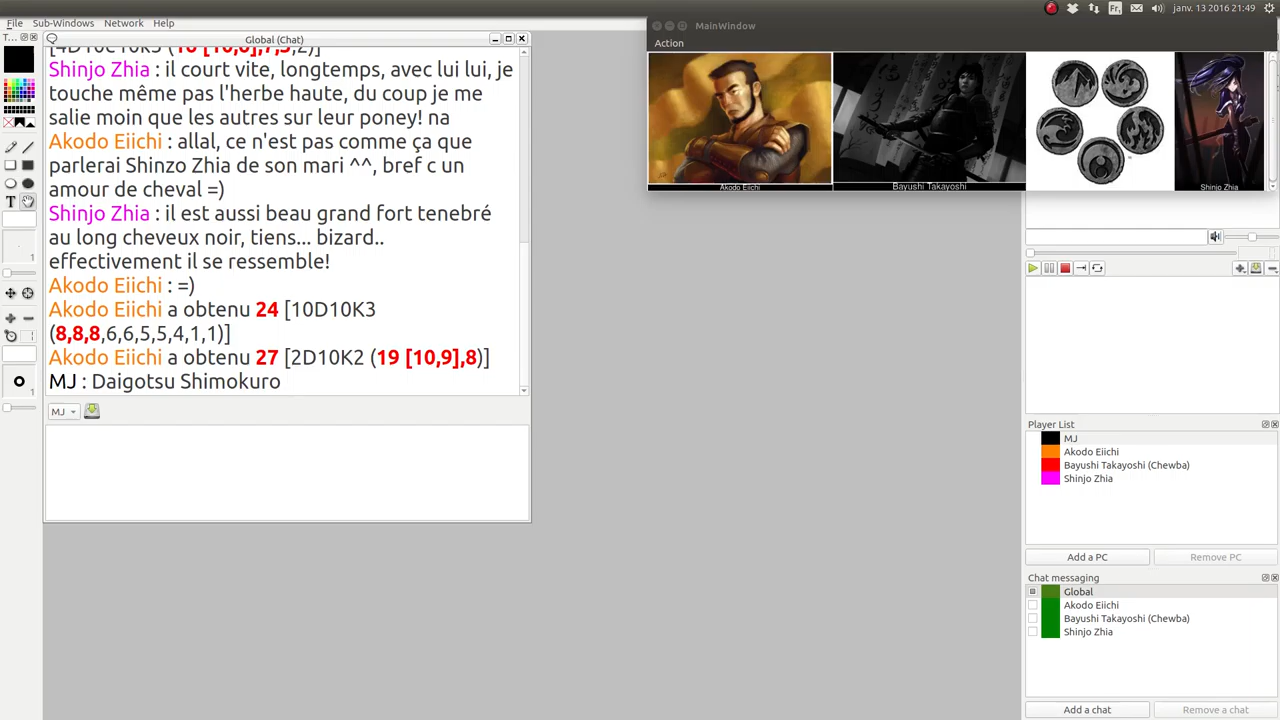 janv. 13 2016 21:49
Fr
File Sub-Windows Network Help
MainWindow
Action
Akodo Eiichi
Bayushi Takayoshi
Shinjo Zhia
T...
Global (Chat)
Shinjo Zhia : il court vite, longtemps, avec lui lui, je
touche même pas l'herbe haute, du coup je me
salie moin que les autres sur leur poney! na
Akodo Eiichi : allal, ce n'est pas comme ça que
parlerai Shinzo Zhia de son mari ^^, bref c un
amour de cheval =)
Shinjo Zhia : il est aussi beau grand fort tenebré
au long cheveux noir, tiens... bizard..
effectivement il se ressemble!
Akodo Eiichi : =)
Akodo Eiichi a obtenu 24 [10D10K3
(8,8,8,6,6,5,5,4,1,1)]
Akodo Eiichi a obtenu 27 [2D10K2 (19 [10,9],8)]
MJ : Daigotsu Shimokuro
MJ
1
1
Player List
MJ
Akodo Eiichi
Bayushi Takayoshi (Chewba)
Shinjo Zhia
Add a PC Remove PC
Chat messaging
Global
Akodo Eiichi
Bayushi Takayoshi (Chewba)
Shinjo Zhia
Add a chat Remove a chat